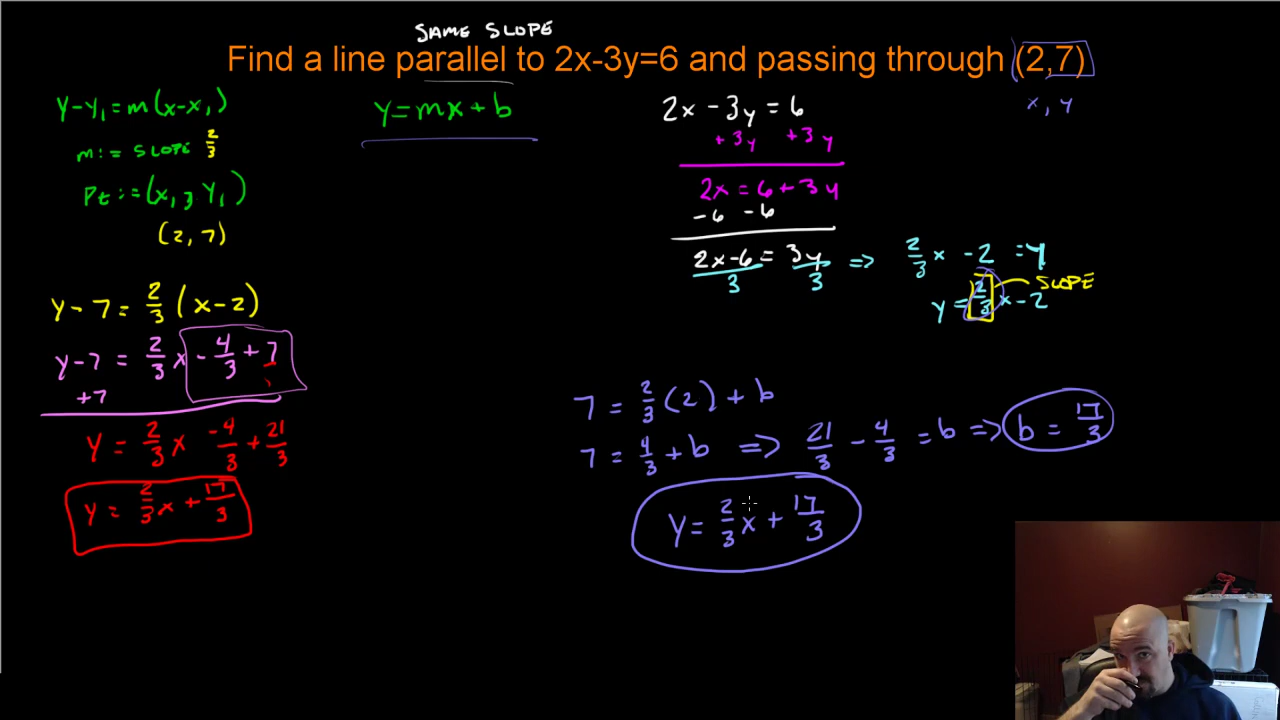 SAME SLOPE
Find a line parallel to 2x-3y=6 and passing through (2,7)
x, y
y-y₁=m(x-x₁)
m:= SLOPE 2/3
Pt:=(x₁, y₁)
(2,7)
y-7=2/3(x-2)
y-7=2/3x-4/3+7
+7
y=2/3x -4/3+21/3
y=2/3x+17/3
y=mx+b
2x-3y=6
+3y +3y
2x=6+3y
-6 -6
2x-6=3y => 2/3x -2 =y
3 3
SLOPE
y=2/3x-2
7=2/3(2)+b
7=4/3+b => 21/3-4/3=b => b=17/3
y=2/3x+17/3